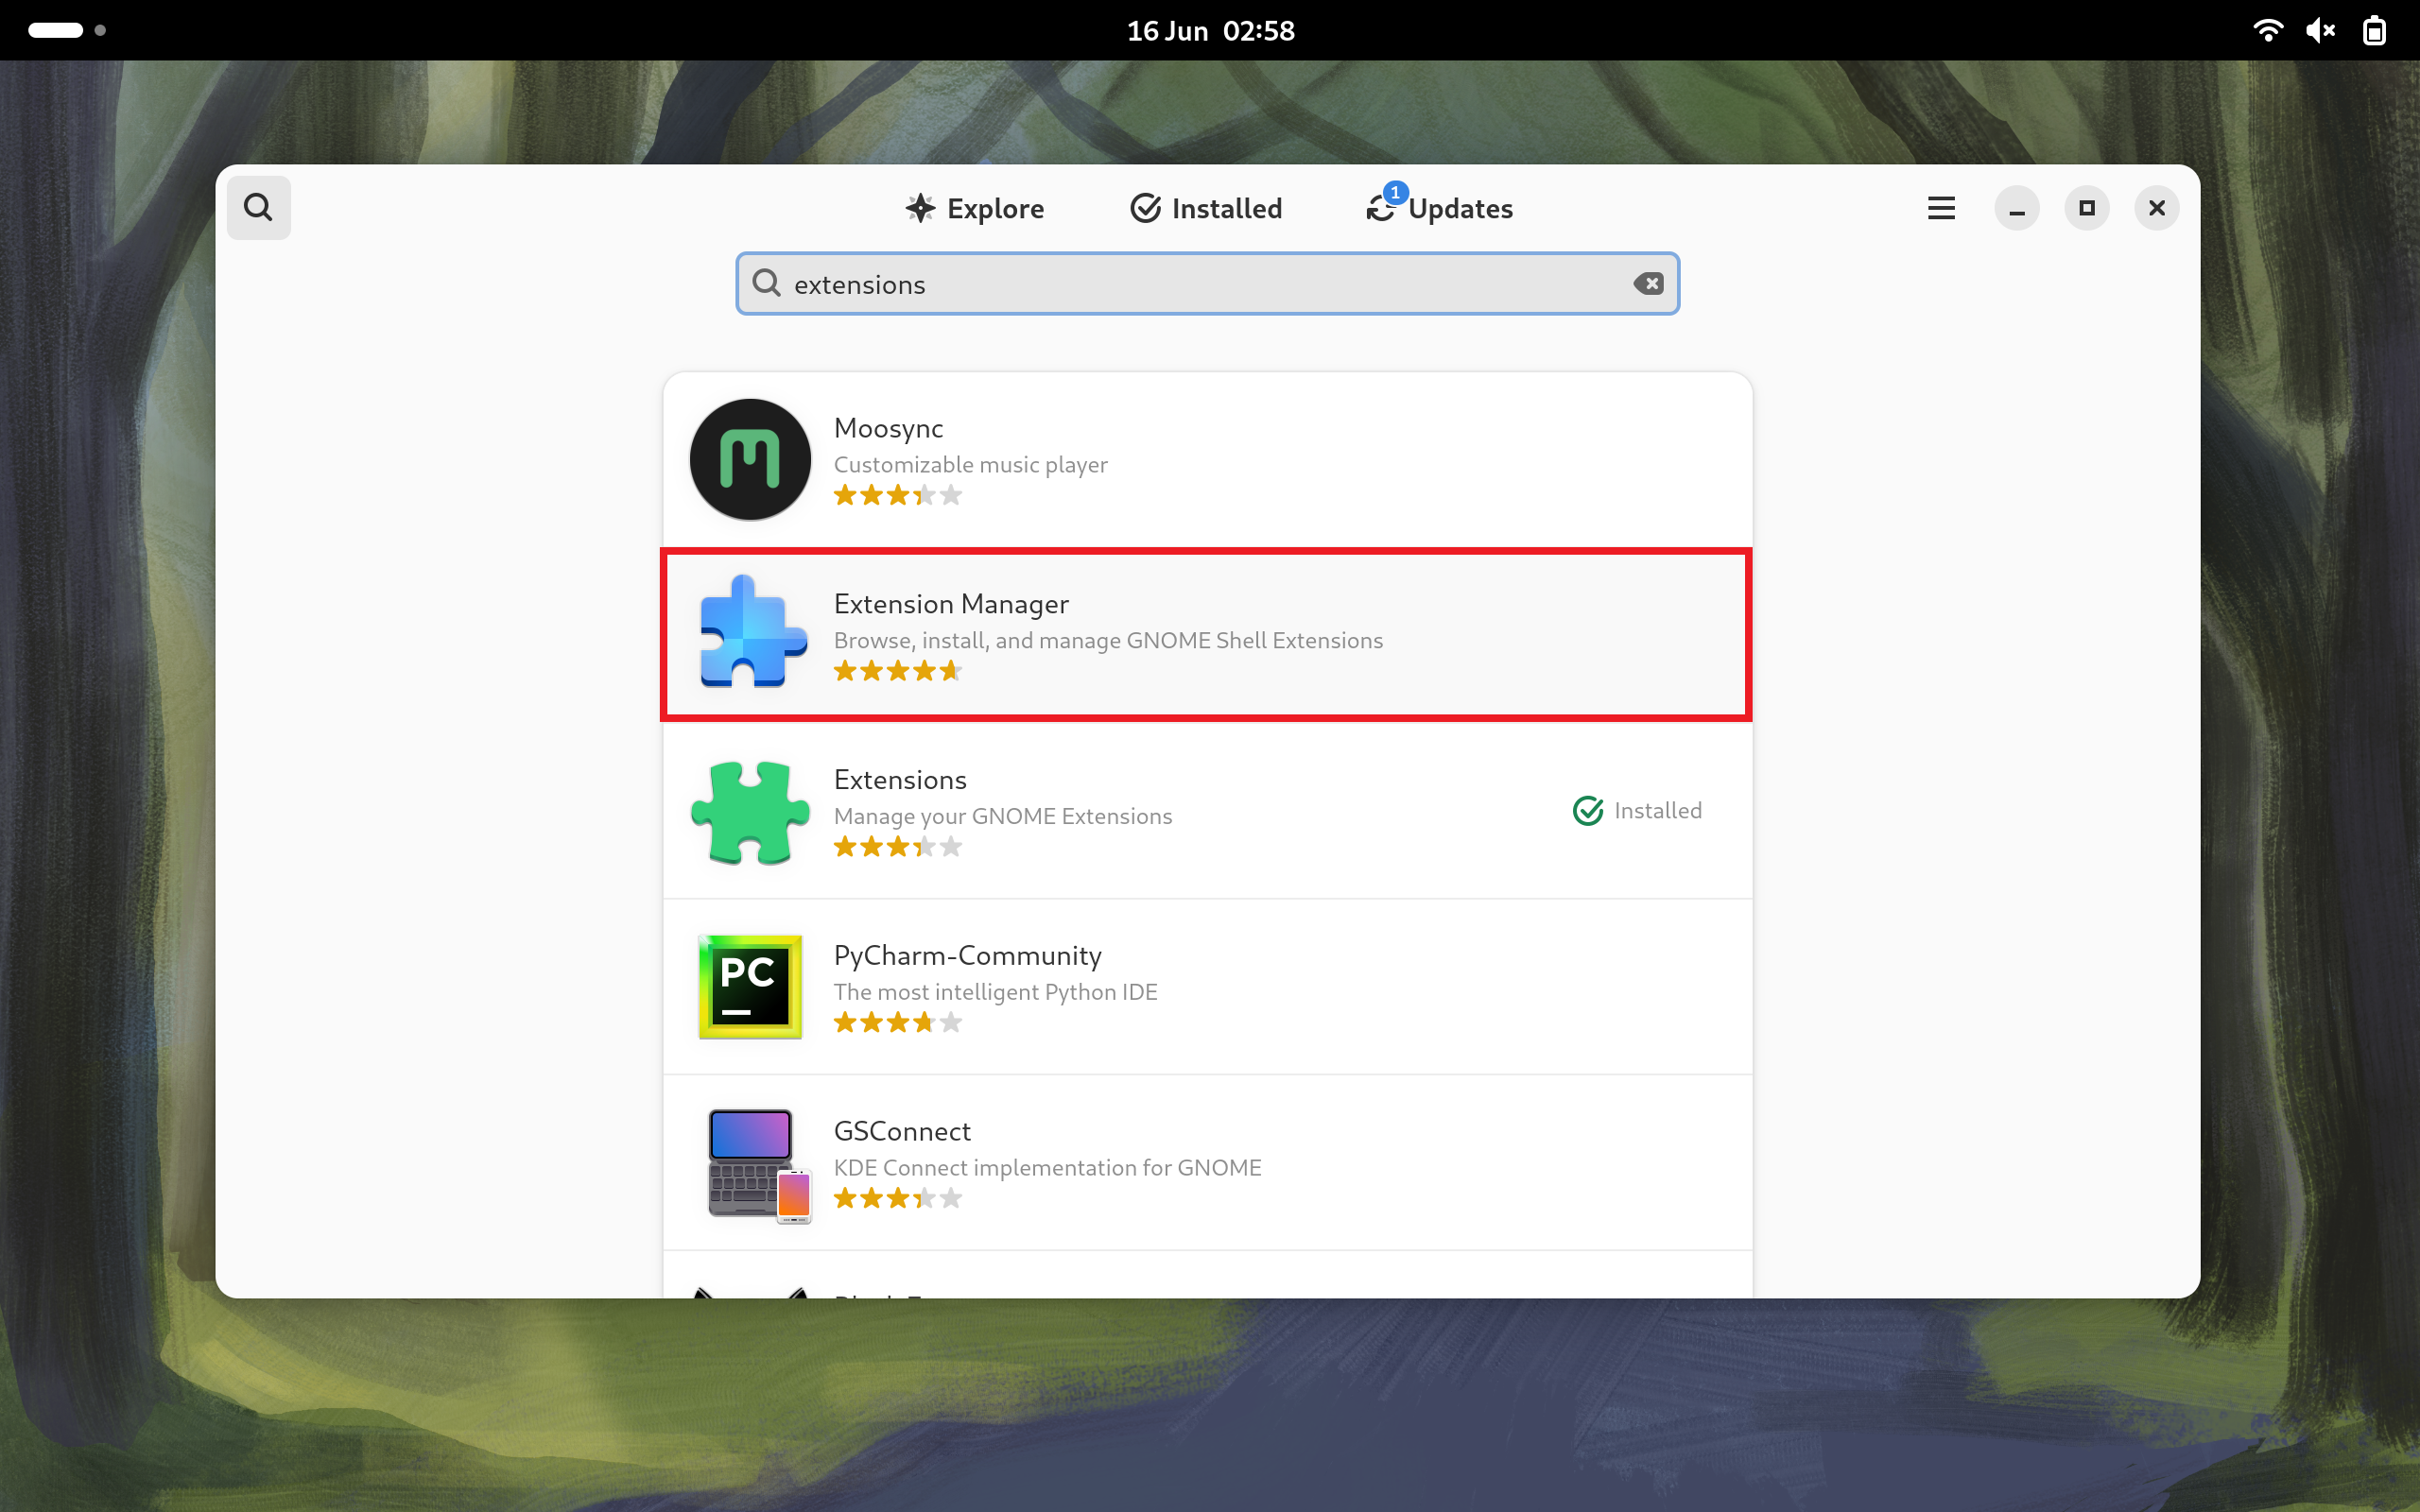 16 Jun 02:58
Explore
Installed
1
Updates
extensions
Moosync
Customizable music player
Extension Manager
Browse, install, and manage GNOME Shell Extensions
Extensions
Manage your GNOME Extensions
Installed
PC
PyCharm-Community
The most intelligent Python IDE
GSConnect
KDE Connect implementation for GNOME